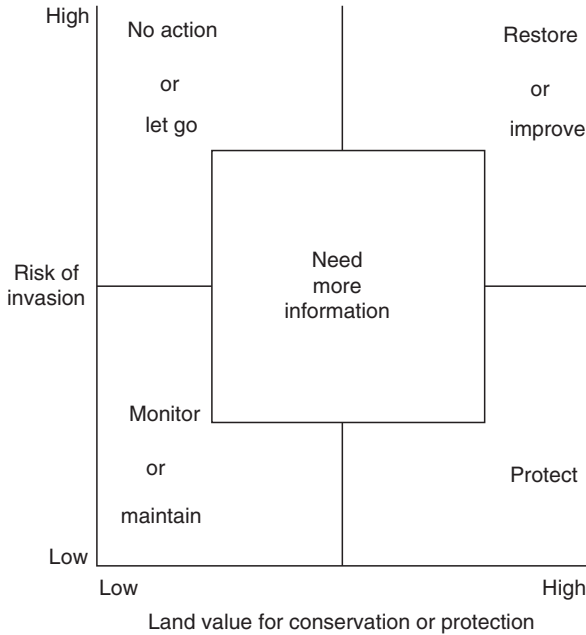 High
No action
or
let go
Restore
or
improve
Risk of
invasion
Need
more
information
Monitor
or
maintain
Protect
Low
Low
High
Land value for conservation or protection